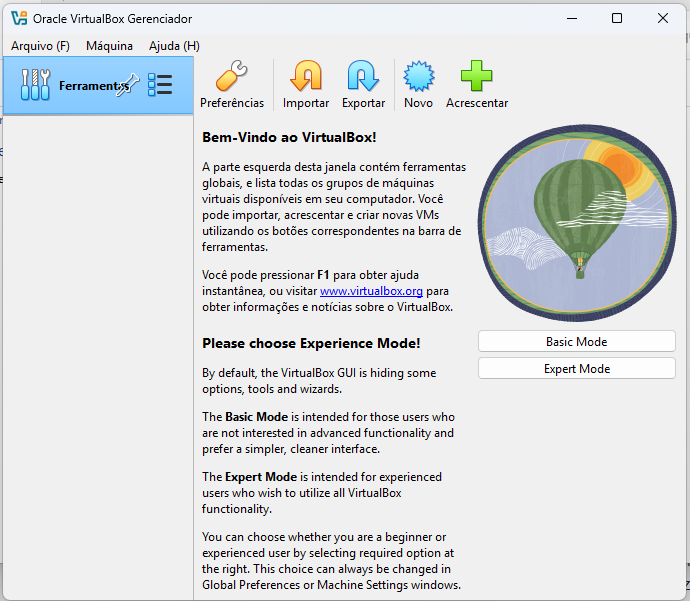 Oracle VirtualBox Gerenciador
Arquivo (F) Máquina Ajuda (H)
Ferramentas
Preferências Importar Exportar Novo Acrescentar
Bem-Vindo ao VirtualBox!
A parte esquerda desta janela contém ferramentas
globais, e lista todas os grupos de máquinas
virtuais disponíveis em seu computador. Você
pode importar, acrescentar e criar novas VMs
utilizando os botões correspondentes na barra de
ferramentas.
Você pode pressionar F1 para obter ajuda
instantânea, ou visitar www.virtualbox.org para
obter informações e notícias sobre o VirtualBox.
Please choose Experience Mode!
By default, the VirtualBox GUI is hiding some
options, tools and wizards.
The Basic Mode is intended for those users who
are not interested in advanced functionality and
prefer a simpler, cleaner interface.
The Expert Mode is intended for experienced
users who wish to utilize all VirtualBox
functionality.
You can choose whether you are a beginner or
experienced user by selecting required option at
the right. This choice can always be changed in
Global Preferences or Machine Settings windows.
Basic Mode
Expert Mode